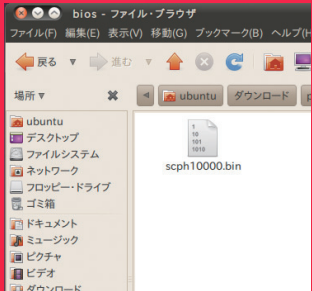 bios - ファイル・ブラウザ
ファイル(F) 編集(E) 表示(V) 移動(G) ブックマーク(B) ヘルプ(H
戻る 進む
場所
ubuntu ダウンロード p
ubuntu
デスクトップ
ファイルシステム
ネットワーク
フロッピー・ドライブ
ゴミ箱
ドキュメント
ミュージック
ピクチャ
ビデオ
ダウンロード
1
10
101
1010
scph10000.bin